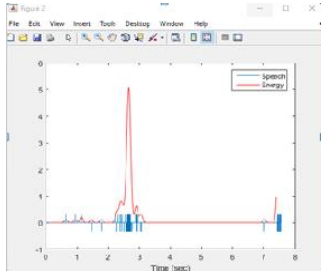 Figure 2
File Edit View Insert Tools Desktop Window Help
Speech
Energy
6
5
4
3
2
1
0
-1
0 1 2 3 4 5 6 7 8
Time (sec)